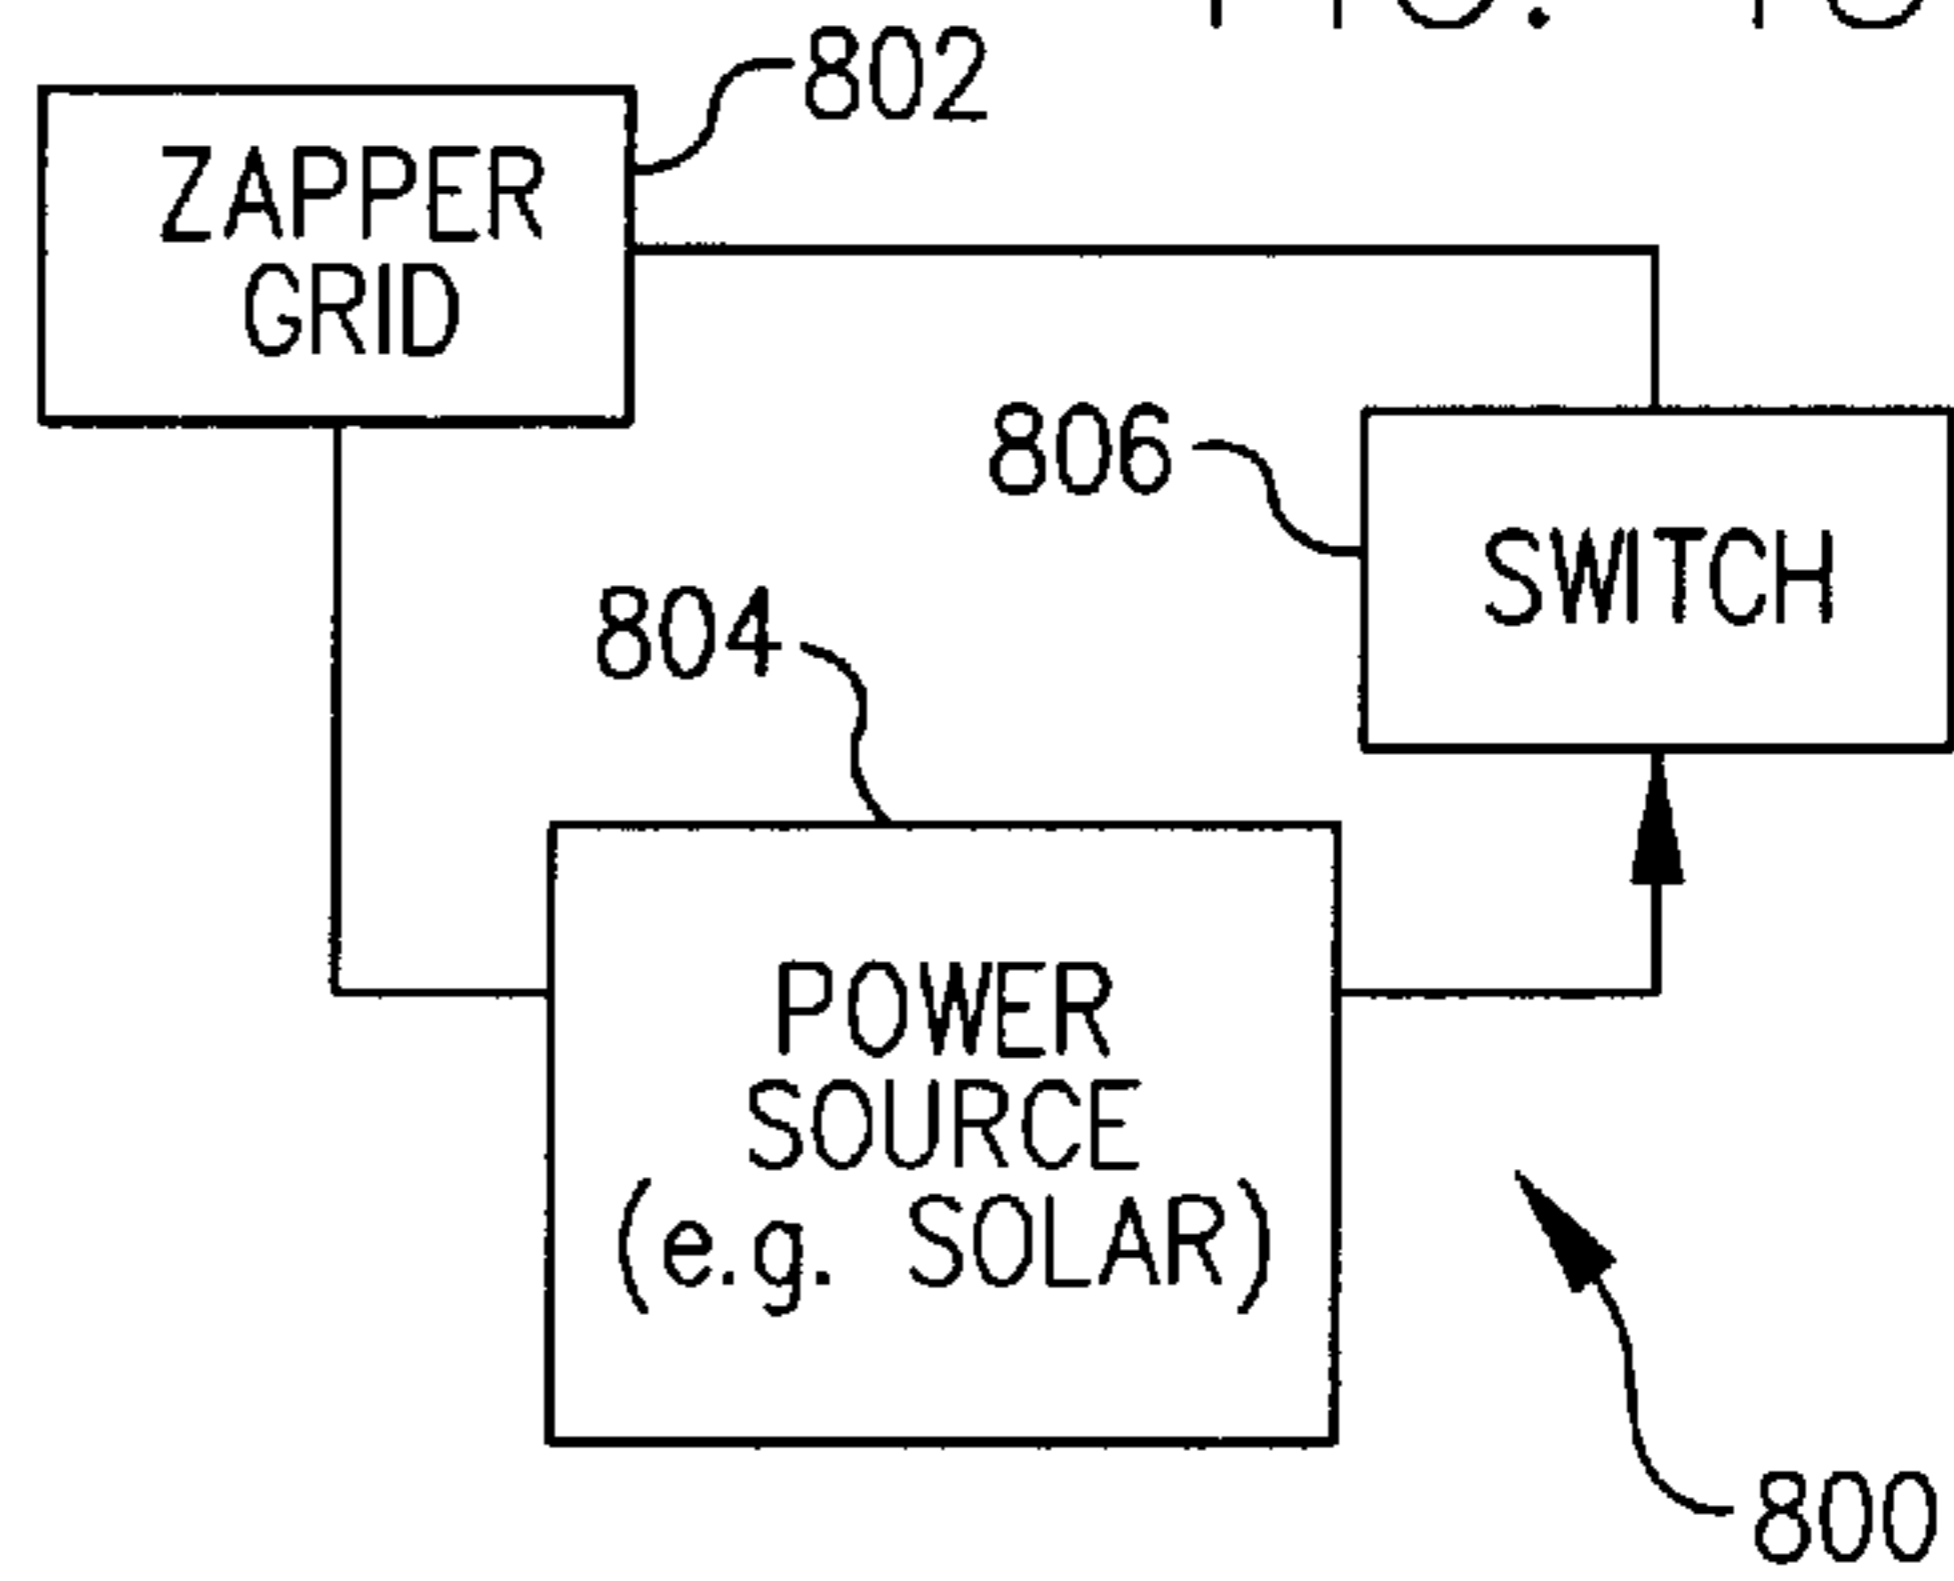 802
ZAPPER
GRID
806
SWITCH
804
POWER
SOURCE
(e.g. SOLAR)
800